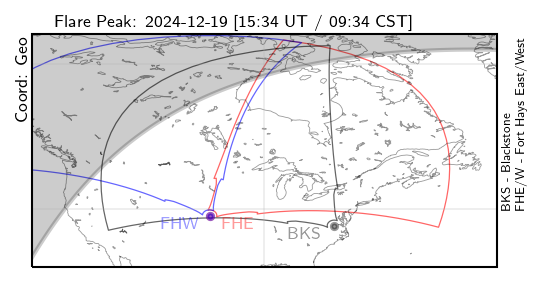 Flare Peak: 2024-12-19 [15:34 UT / 09:34 CST]
Coord: Geo
FHW
FHE
BKS
BKS - Blackstone
FHE/W - Fort Hays East/West